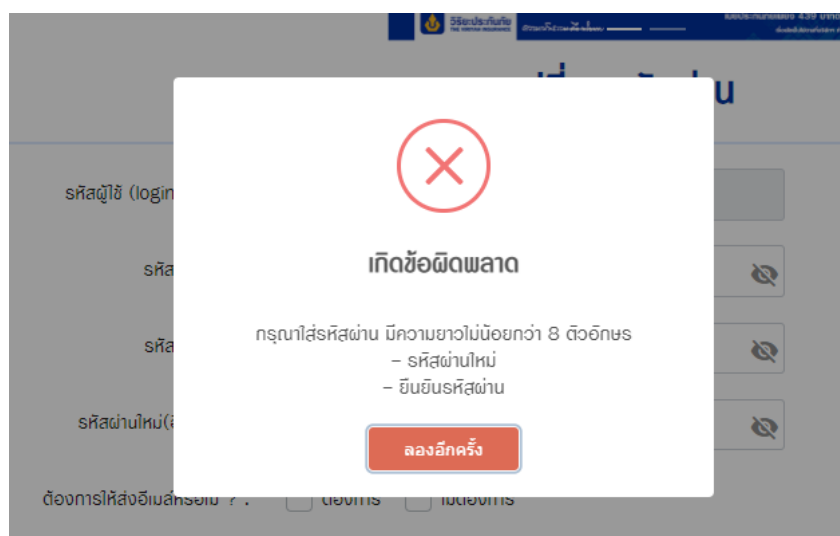 วิริยะประกันภัย
THE VIRIYAH INSURANCE
439
น
รหัสผู้ใช้ (login
รหัส
เกิดข้อผิดพลาด
กรุณาใส่รหัสผ่าน มีความยาวไม่น้อยกว่า 8 ตัวอักษร
รหัส
– รหัสผ่านใหม่
– ยืนยันรหัสผ่าน
รหัสผ่านใหม่(
ลองอีกครั้ง
ต้องการให้ส่งอีเมล์หรือไม่ ? : ต้องการ ไม่ต้องการ